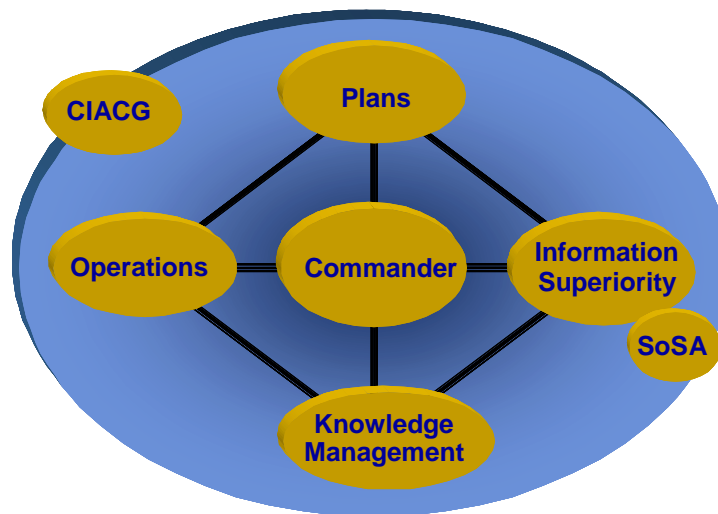 Plans
CIACG
Operations
Commander
Information
Superiority
SoSA
Knowledge
Management